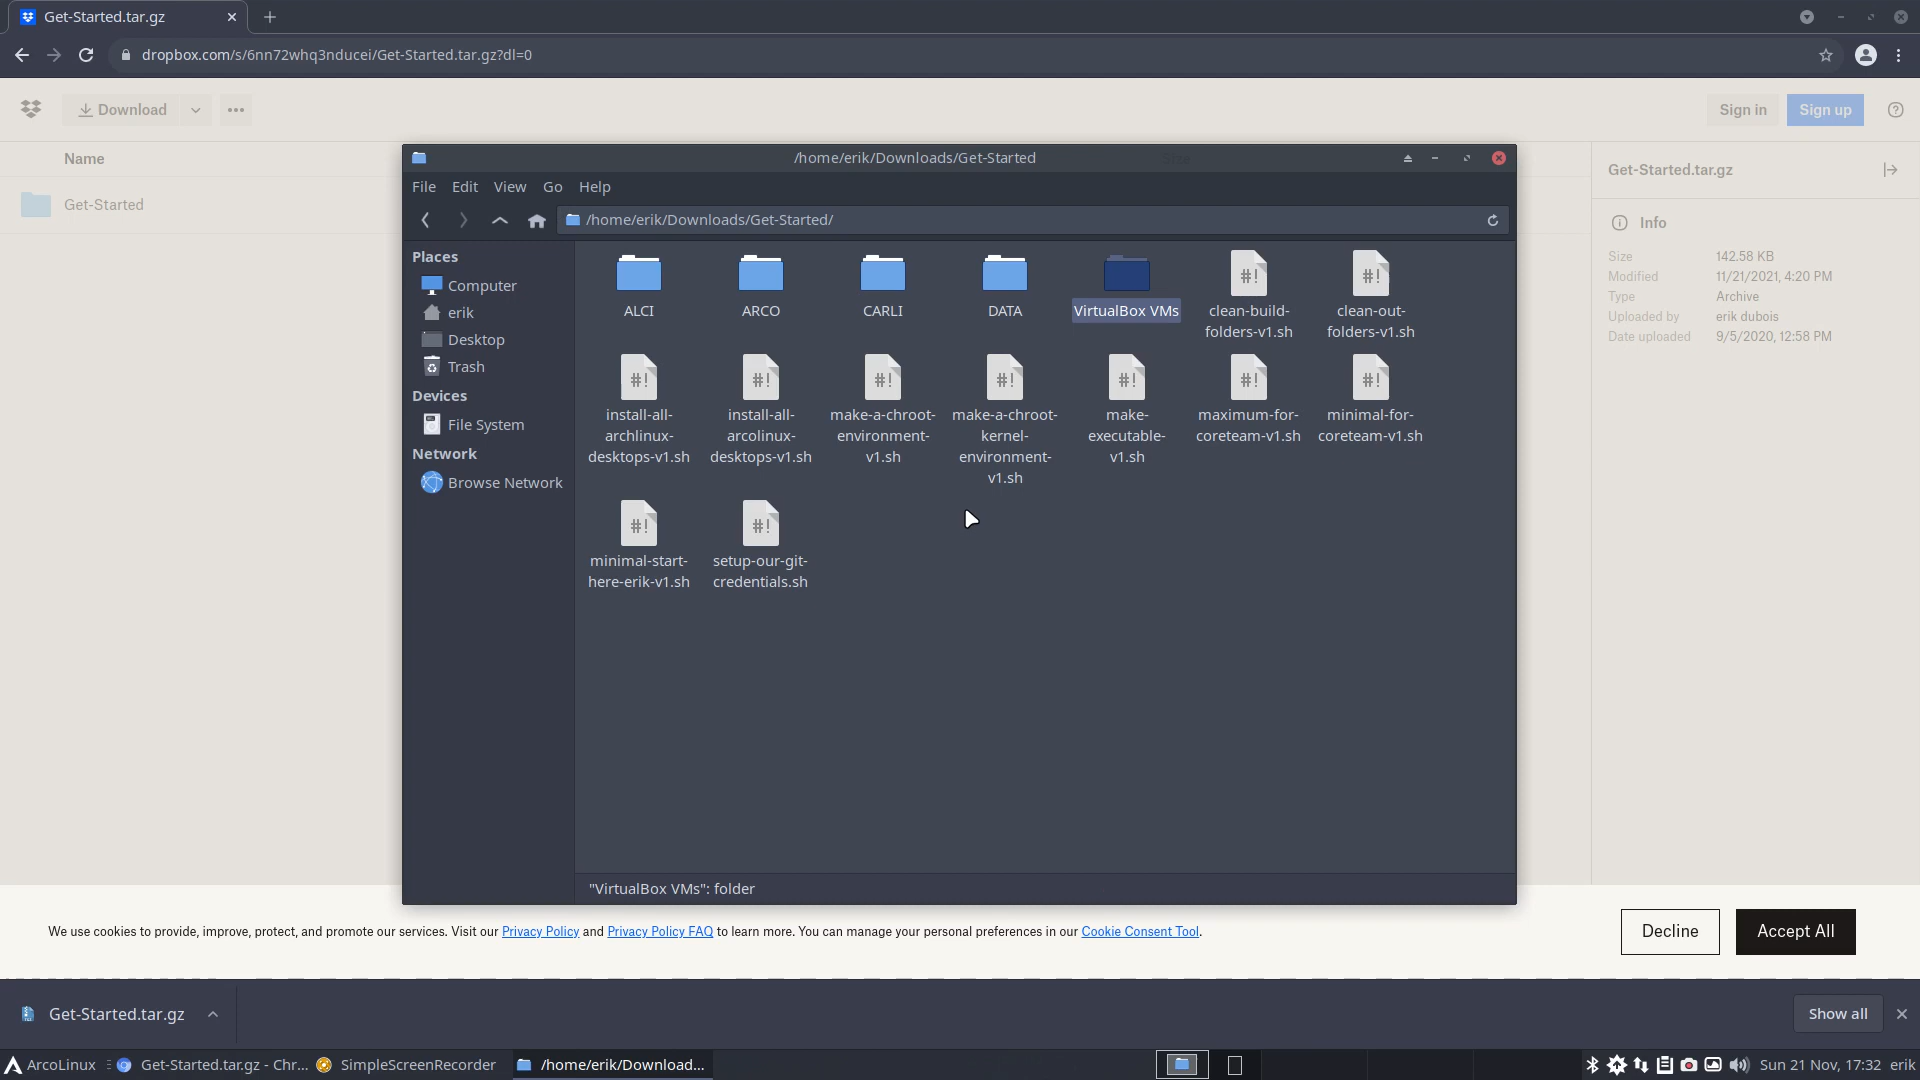 Get-Started.tar.gz
dropbox.com/s/6nn72whq3nducei/Get-Started.tar.gz?dl=0
Download
Sign in
Sign up
Name
Get-Started
/home/erik/Downloads/Get-Started
File Edit View Go Help
/home/erik/Downloads/Get-Started/
Places
Computer
erik
Desktop
Trash
Devices
File System
Network
Browse Network
ALCI
ARCO
CARLI
DATA
VirtualBox VMs
clean-build-
folders-v1.sh
clean-out-
folders-v1.sh
install-all-
archlinux-
desktops-v1.sh
install-all-
arcolinux-
desktops-v1.sh
make-a-chroot-
environment-
v1.sh
make-a-chroot-
kernel-
environment-
v1.sh
make-
executable-
v1.sh
maximum-for-
coreteam-v1.sh
minimal-for-
coreteam-v1.sh
minimal-start-
here-erik-v1.sh
setup-our-git-
credentials.sh
"VirtualBox VMs": folder
Get-Started.tar.gz
Info
Size 142.58 KB
Modified 11/21/2021, 4:20 PM
Type Archive
Uploaded by erik dubois
Date uploaded 9/5/2020, 12:58 PM
We use cookies to provide, improve, protect, and promote our services. Visit our Privacy Policy and Privacy Policy FAQ to learn more. You can manage your personal preferences in our Cookie Consent Tool.
Decline
Accept All
Get-Started.tar.gz
Show all
ArcoLinux
Get-Started.tar.gz - Chr...
SimpleScreenRecorder
/home/erik/Download...
Sun 21 Nov, 17:32 erik